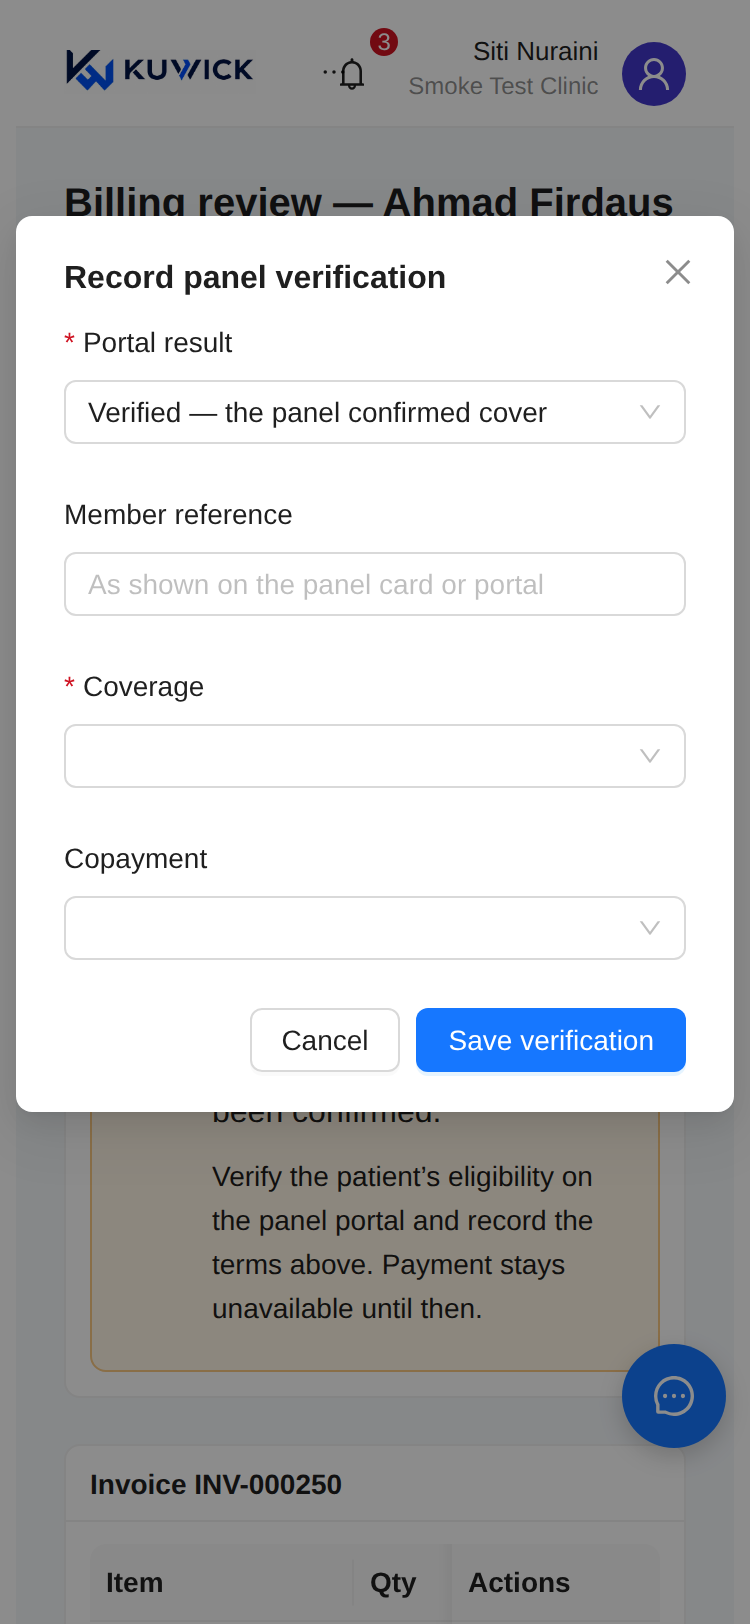 KUWICK
3
Siti Nuraini
Smoke Test Clinic
Billing review — Ahmad Firdaus
Record panel verification
* Portal result
Verified — the panel confirmed cover
Member reference
As shown on the panel card or portal
* Coverage
Copayment
Cancel
Save verification
been confirmed.
Verify the patient’s eligibility on
the panel portal and record the
terms above. Payment stays
unavailable until then.
Invoice INV-000250
Item
Qty
Actions